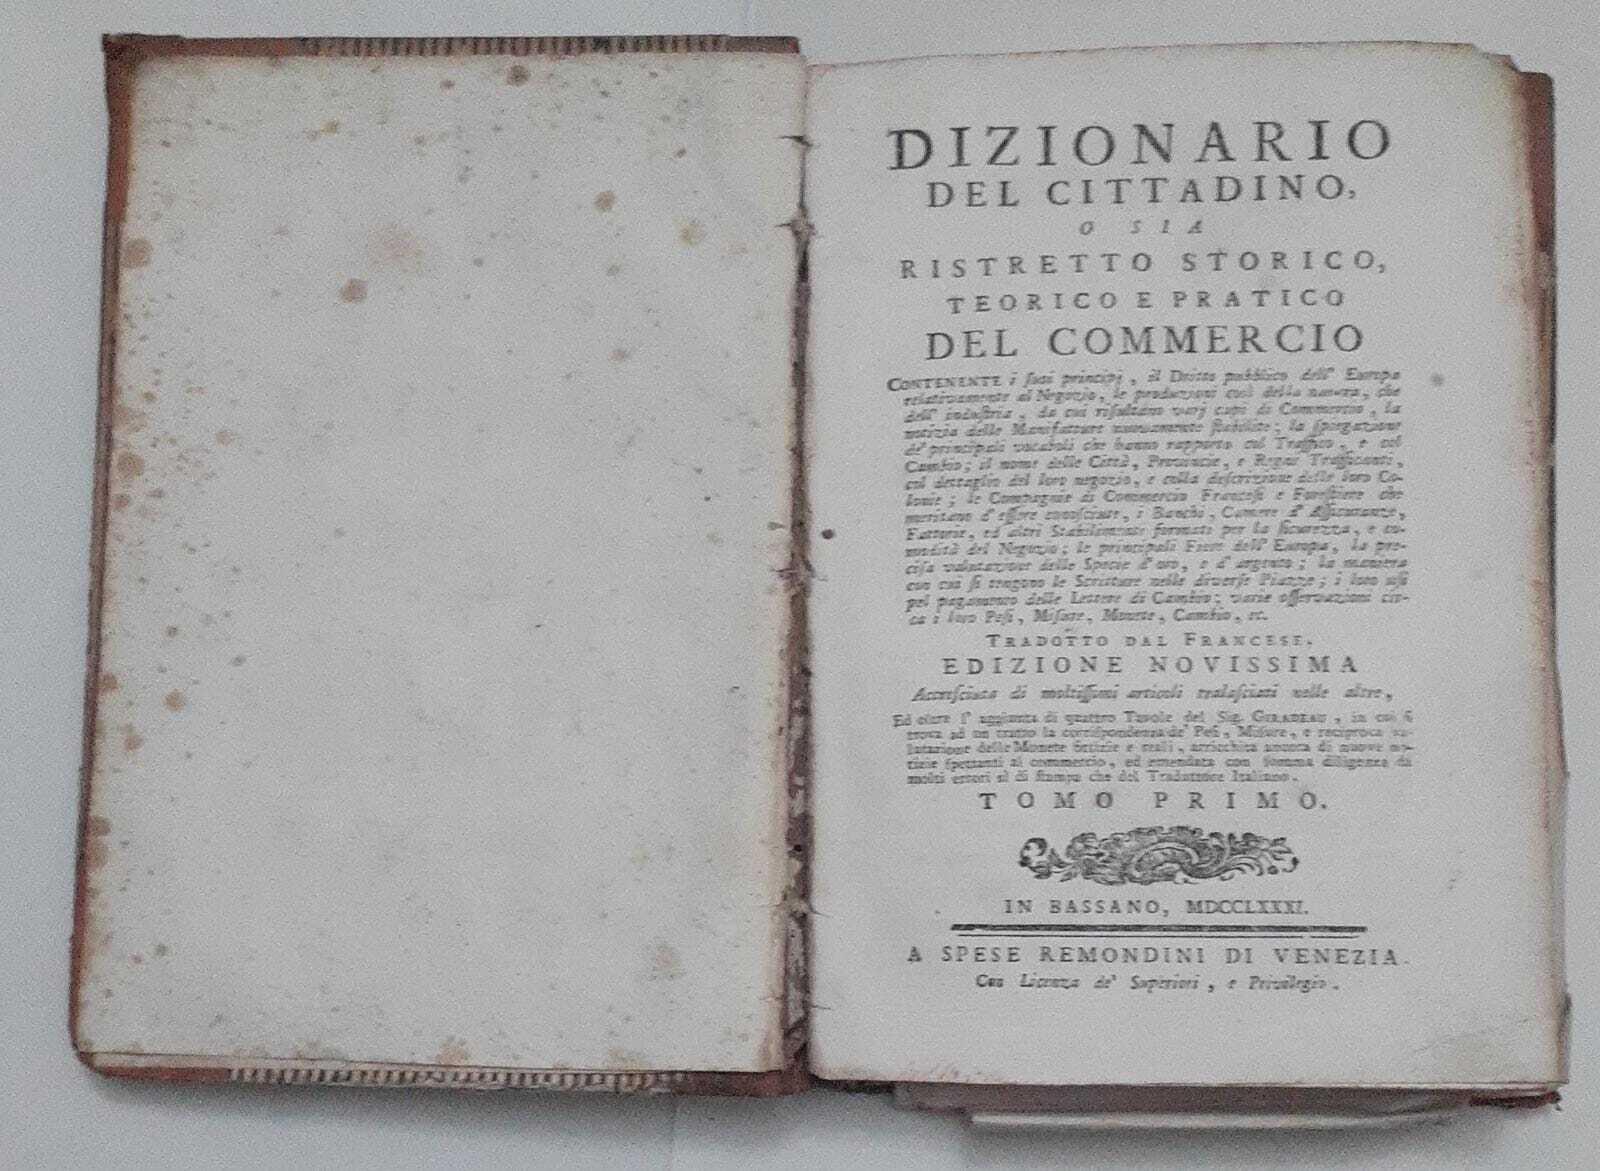 DIZIONARIO
DEL CITTADINO,
O SIA
RISTRETTO STORICO,
TEORICO E PRATICO
DEL COMMERCIO
CONTENENTE i suoi principj, il Dritto pubblico dell' Europa
relativamente al Negozio, le produzioni così della natura, che
dell' industria, da cui risultano varj capi di Commercio, la
notizia delle Manifatture nuovamente stabilite; la spiegazione
de' principali vocaboli che hanno rapporto col Traffico, e col
Cambio; il nome delle Città, Provincie, e Regni Trafficanti,
col dettaglio del loro negozio, e colla descrizione delle loro Co-
lonie; le Compagnie di Commercio Francesi e Forestiere che
meritano d' essere conosciute, i Banchi, Camere d' Assicuranze,
Fattorie, ed altri Stabilimenti formati per la sicurezza, e co-
modità del Negozio; le principali Fiere dell' Europa, la pre-
cisa valutazione delle Specie d' oro, e d' argento; la maniera
con cui si tengono le Scritture nelle diverse Piazze; i loro usi
pel pagamento delle Lettere di Cambio; varie osservazioni cir-
ca i loro Pesi, Misure, Monete, Cambio, ec.
TRADOTTO DAL FRANCESE.
EDIZIONE NOVISSIMA
Accresciuta di moltissimi articoli tralasciati nelle altre,
Ed oltre l' aggiunta di quattro Tavole del Sig. GIRADEAU, in cui si
trova ad un tratto la corrispondenza de' Pesi, Misure, e reciproca va-
lutazione delle Monete fittizie e reali, arricchita ancora di nuove no-
tizie spettanti al commercio, ed emendata con somma diligenza da
molti errori sì di stampa che del Traduttore Italiano.
TOMO PRIMO.
IN BASSANO, MDCCLXXXI.
A SPESE REMONDINI DI VENEZIA.
Con Licenza de' Superiori, e Privilegio.